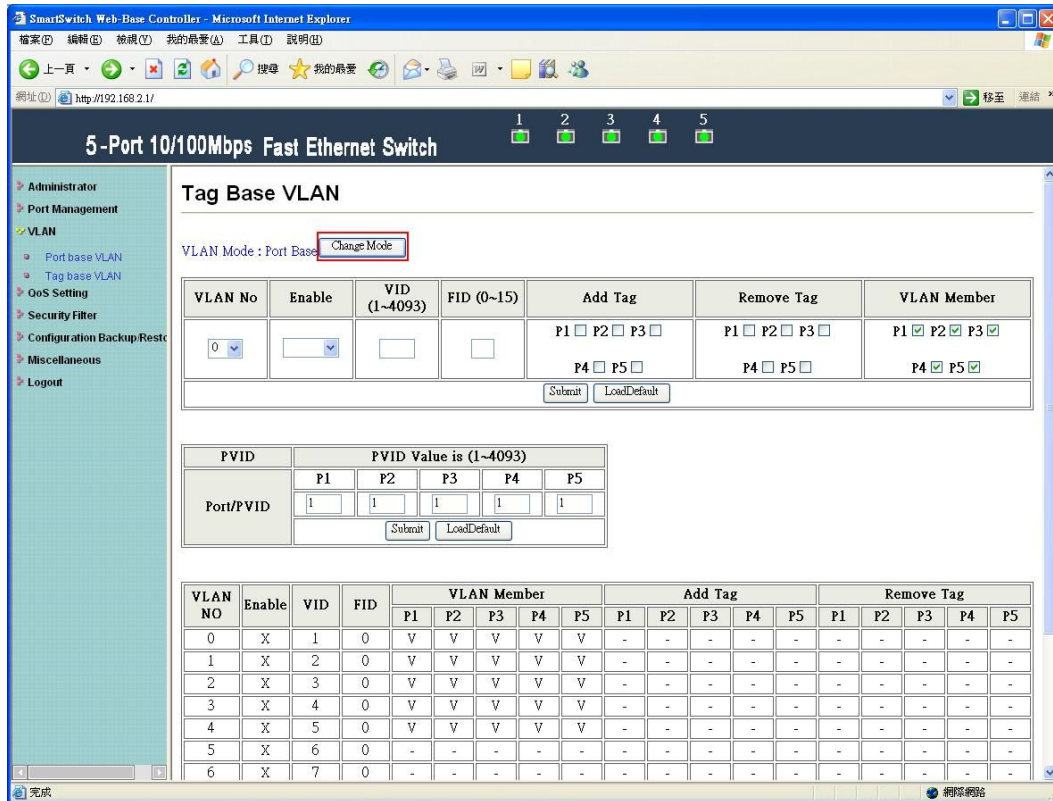 SmartSwitch Web-Base Controller - Microsoft Internet Explorer
檔案(F) 編輯(E) 檢視(V) 我的最愛(A) 工具(T) 說明(H)
上一頁 搜尋 我的最愛
網址(D) http://192.168.2.1/ 移至 連結 »
1 2 3 4 5
5-Port 10/100Mbps Fast Ethernet Switch
Administrator
Port Management
VLAN
Port base VLAN
Tag base VLAN
QoS Setting
Security Filter
Configuration Backup/Resto
Miscellaneous
Logout
Tag Base VLAN
VLAN Mode : Port Base Change Mode
VLAN No Enable VID (1~4093) FID (0~15) Add Tag Remove Tag VLAN Member
0 P1 P2 P3 P1 P2 P3 P1 P2 P3
P4 P5 P4 P5 P4 P5
Submit LoadDefault
PVID PVID Value is (1~4093)
Port/PVID P1 P2 P3 P4 P5
1 1 1 1 1
Submit LoadDefault
VLAN NO Enable VID FID VLAN Member Add Tag Remove Tag
P1 P2 P3 P4 P5 P1 P2 P3 P4 P5 P1 P2 P3 P4 P5
0 X 1 0 V V V V V - - - - - - - - - -
1 X 2 0 V V V V V - - - - - - - - - -
2 X 3 0 V V V V V - - - - - - - - - -
3 X 4 0 V V V V V - - - - - - - - - -
4 X 5 0 V V V V V - - - - - - - - - -
5 X 6 0 - - - - - - - - - - - - - - -
6 X 7 0 - - - - - - - - - - - - - - -
完成 網際網路